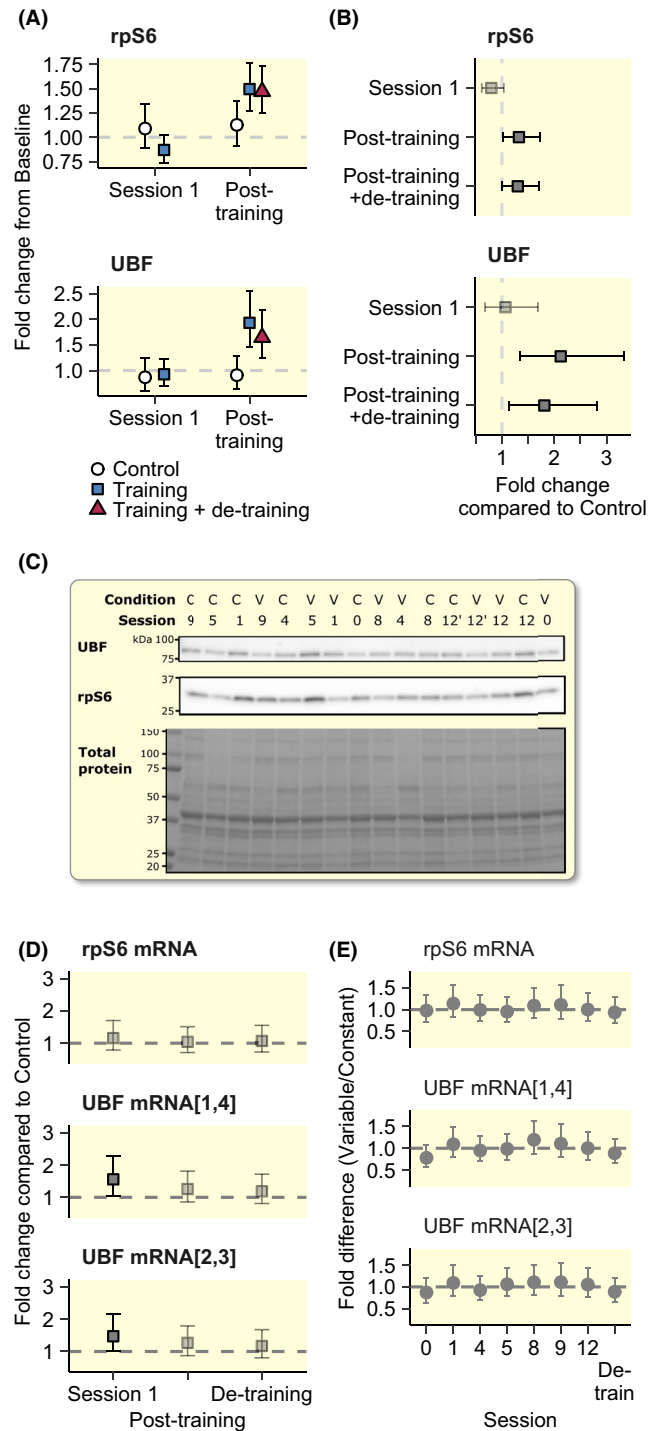 (A)
rpS6
1.75
1.50
1.25
1.00
0.75
Session 1
Post-
training
UBF
2.5
2.0
1.5
1.0
Session 1
Post-
training
Fold change from Baseline
Control
Training
Training + de-training
(B)
rpS6
Session 1
Post-training
Post-training
+de-training
UBF
Session 1
Post-training
Post-training
+de-training
1 2 3
Fold change
compared to Control
(C)
Condition C C C V C V V C V V C C V V C V
Session 9 5 1 9 4 5 1 0 8 4 8 12' 12' 12 12 0
UBF
kDa 100
75
rpS6
37
25
Total
protein
150
100
75
50
37
25
20
(D)
rpS6 mRNA
3
2
1
UBF mRNA[1,4]
3
2
1
UBF mRNA[2,3]
3
2
1
Fold change compared to Control
Session 1 De-training
Post-training
(E)
rpS6 mRNA
1.5
1.0
0.5
UBF mRNA[1,4]
1.5
1.0
0.5
UBF mRNA[2,3]
1.5
1.0
0.5
Fold difference (Variable/Constant)
0 1 4 5 8 9 12
De-
train
Session